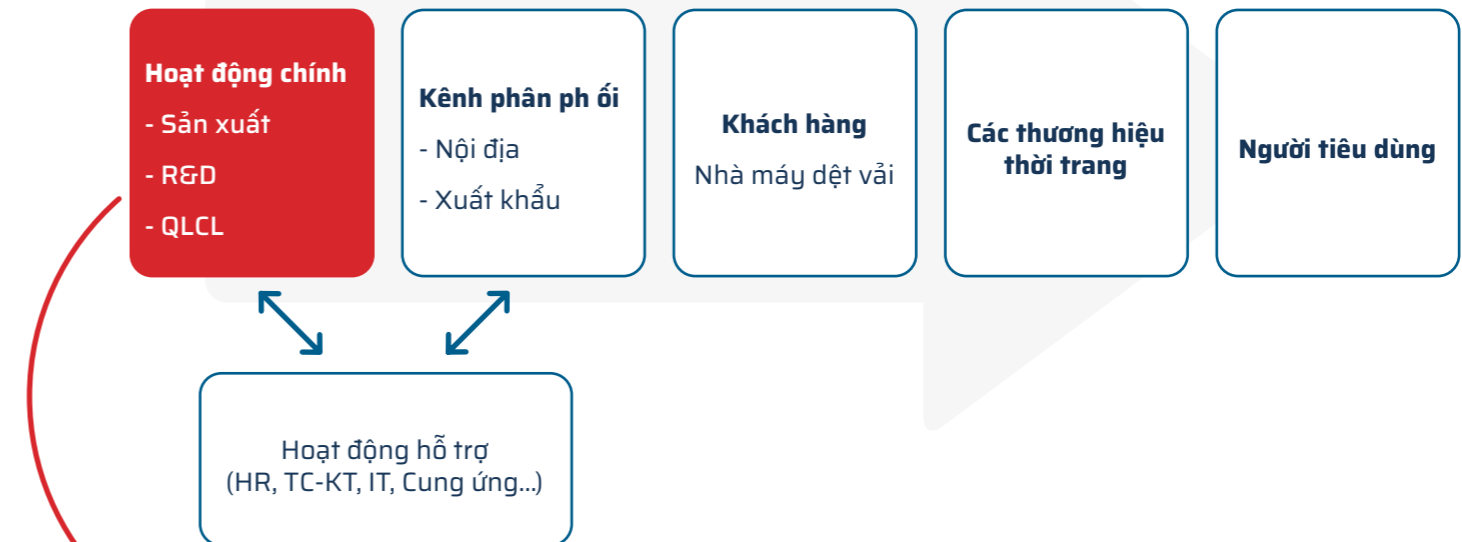 Hoạt động chính
- Sản xuất
- R&D
- QLCL
Kênh phân ph ối
- Nội địa
- Xuất khẩu
Khách hàng
Nhà máy dệt vải
Các thương hiệu
thời trang
Người tiêu dùng
Hoạt động hỗ trợ
(HR, TC-KT, IT, Cung ứng...)